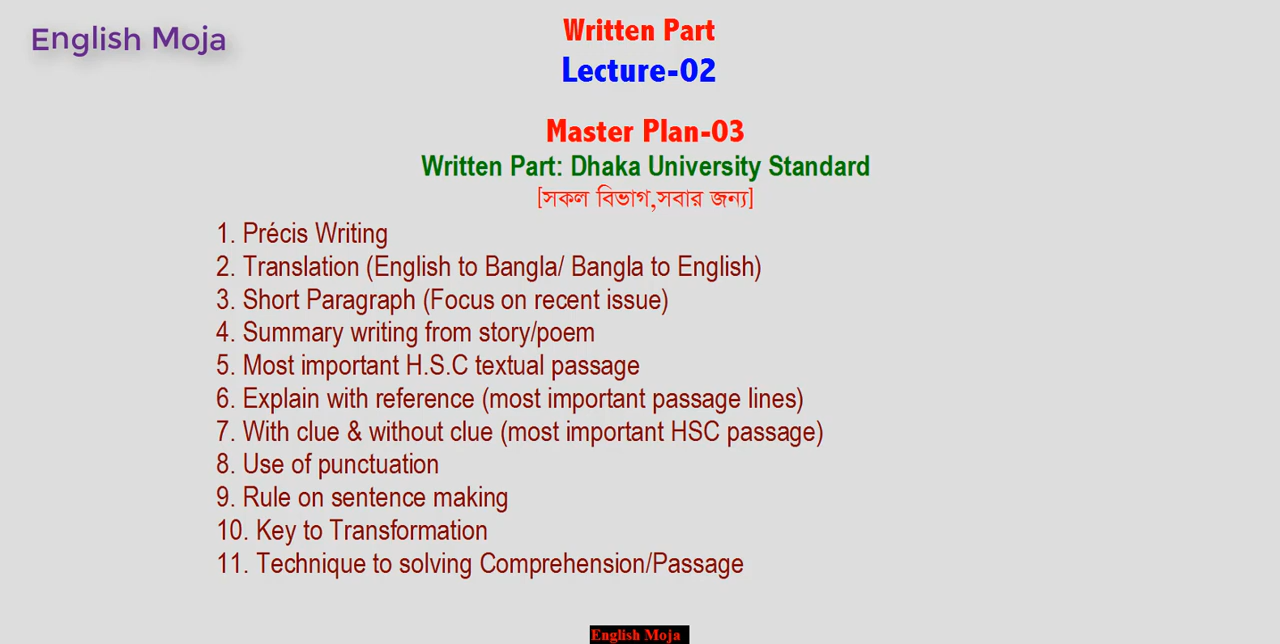 English Moja
Written Part
Lecture-02
Master Plan-03
Written Part: Dhaka University Standard
[সকল বিভাগ,সবার জন্য]
1. Précis Writing
2. Translation (English to Bangla/ Bangla to English)
3. Short Paragraph (Focus on recent issue)
4. Summary writing from story/poem
5. Most important H.S.C textual passage
6. Explain with reference (most important passage lines)
7. With clue & without clue (most important HSC passage)
8. Use of punctuation
9. Rule on sentence making
10. Key to Transformation
11. Technique to solving Comprehension/Passage
English Moja